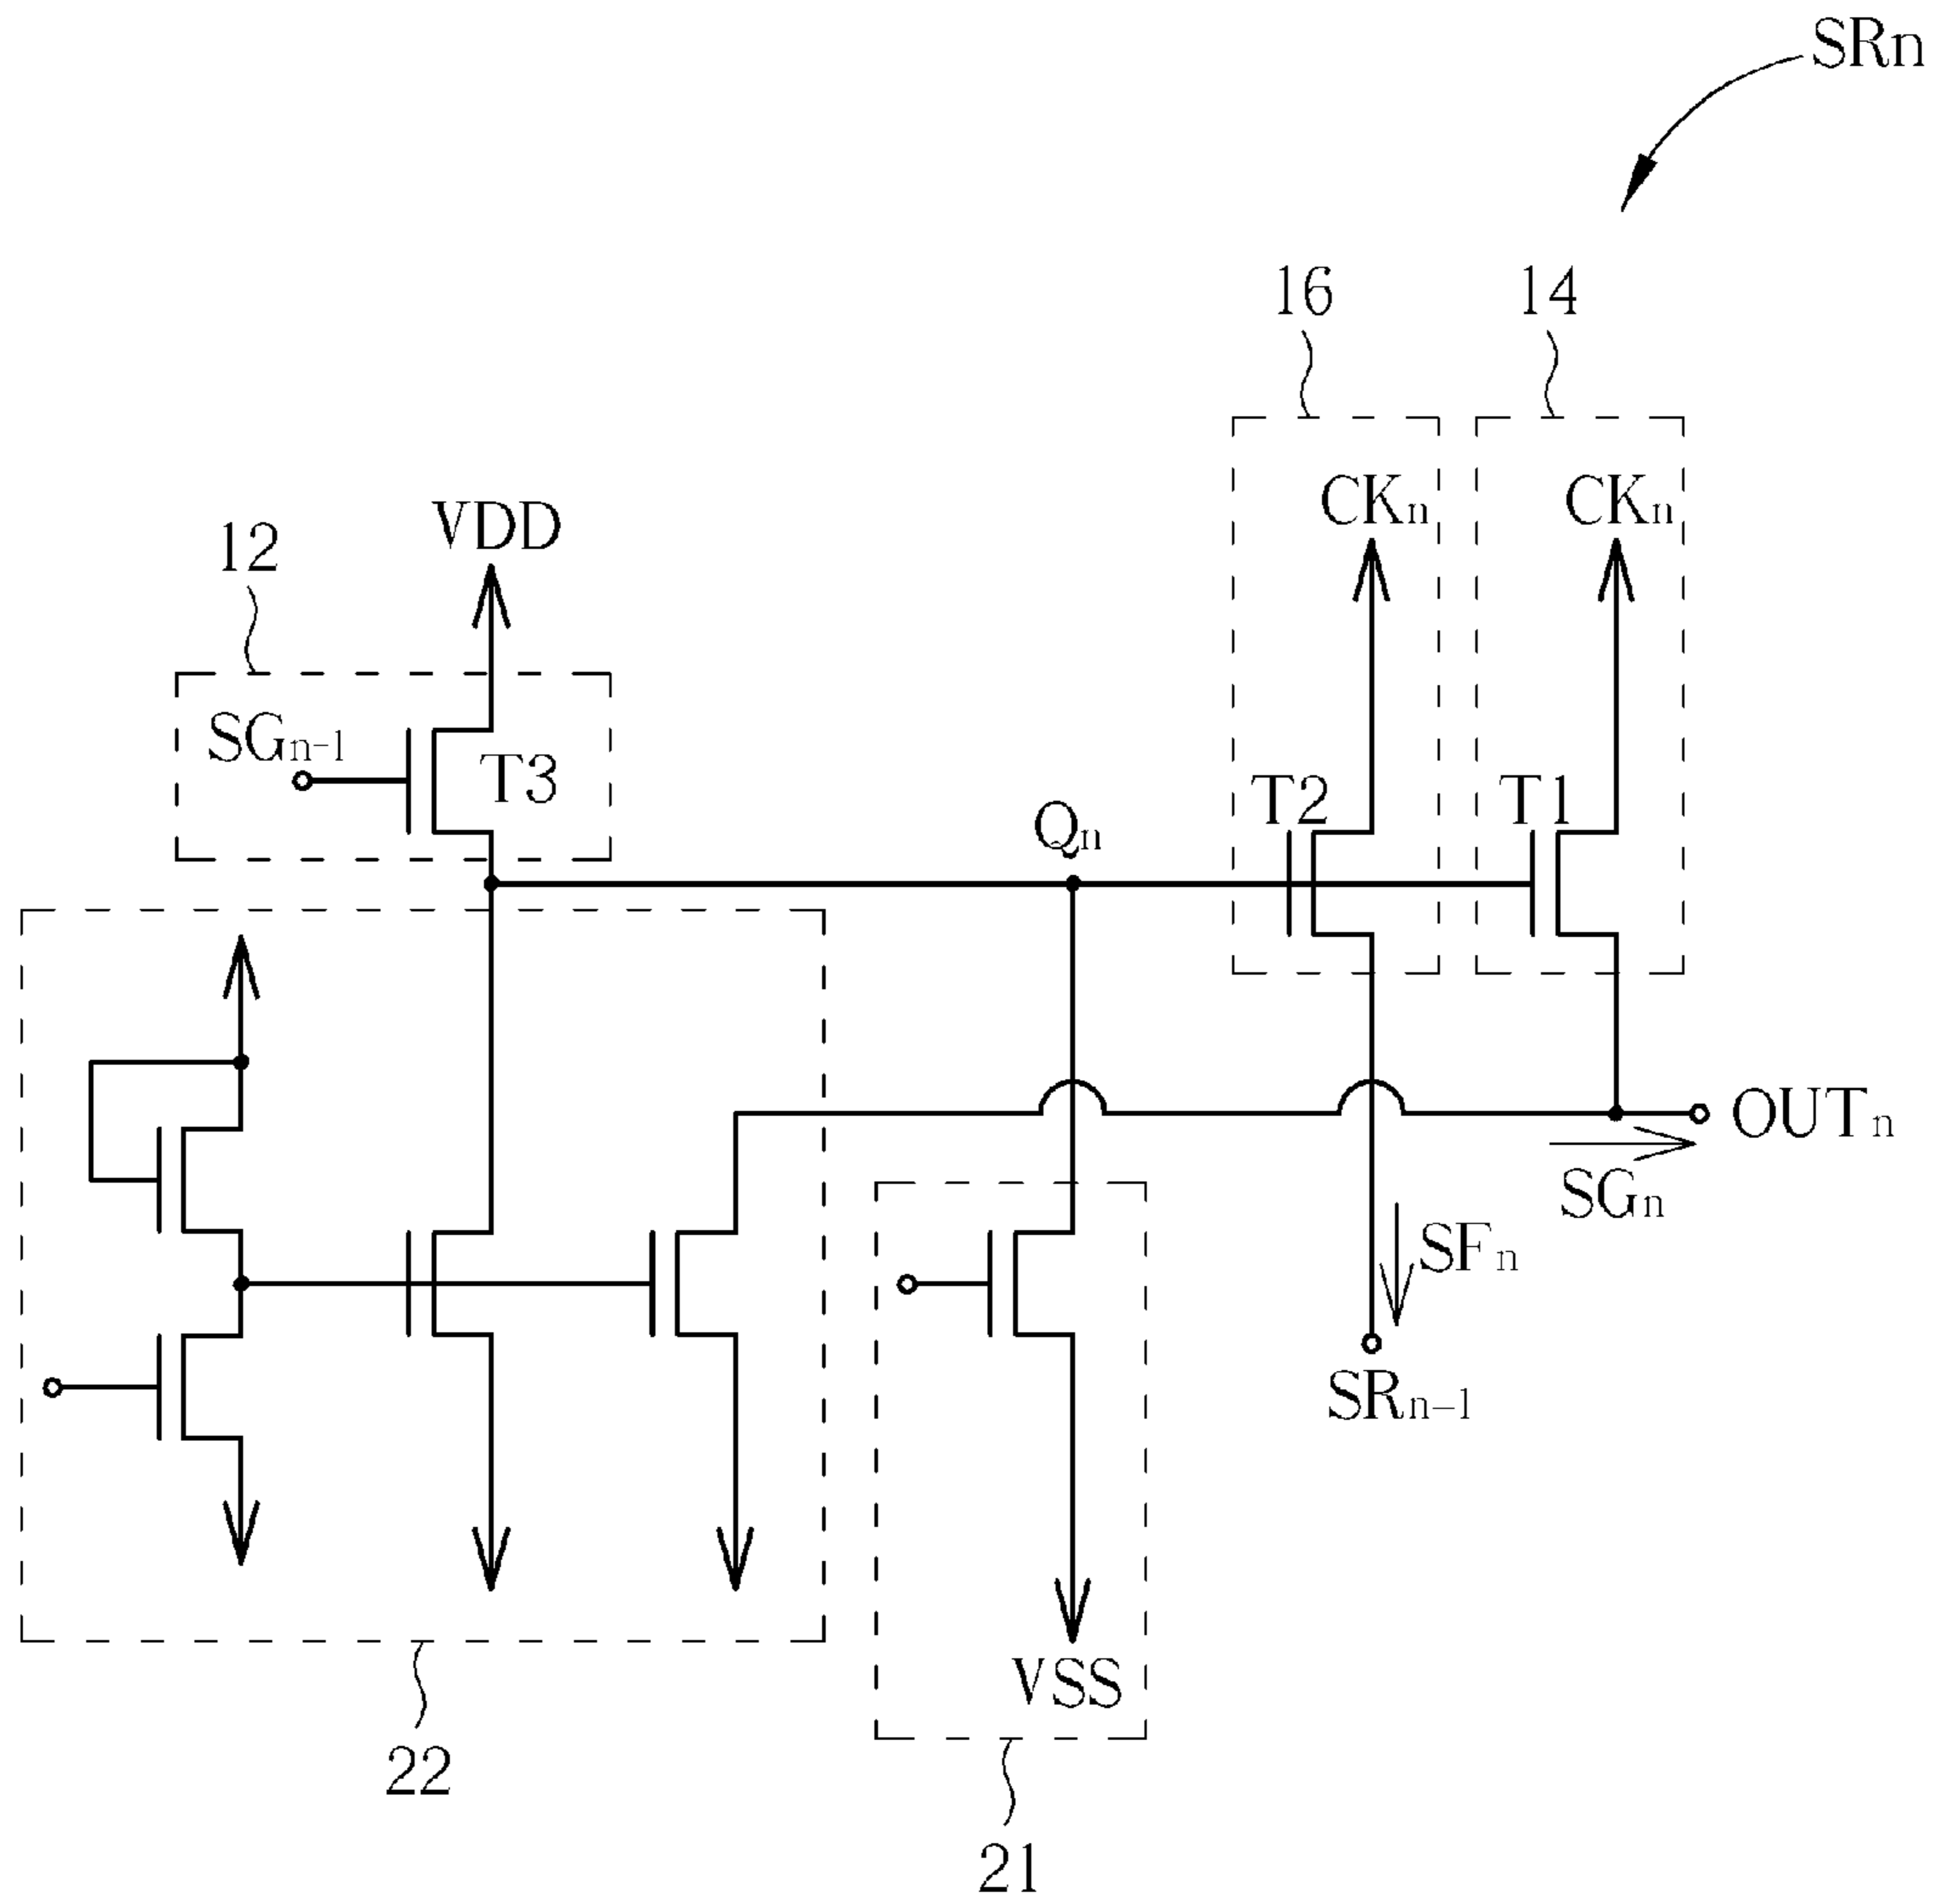 SRn
16
14
CKn
CKn
VDD
12
SGn-1
T3
T2
T1
Qn
OUTn
SGn
SFn
SRn-1
VSS
22
21